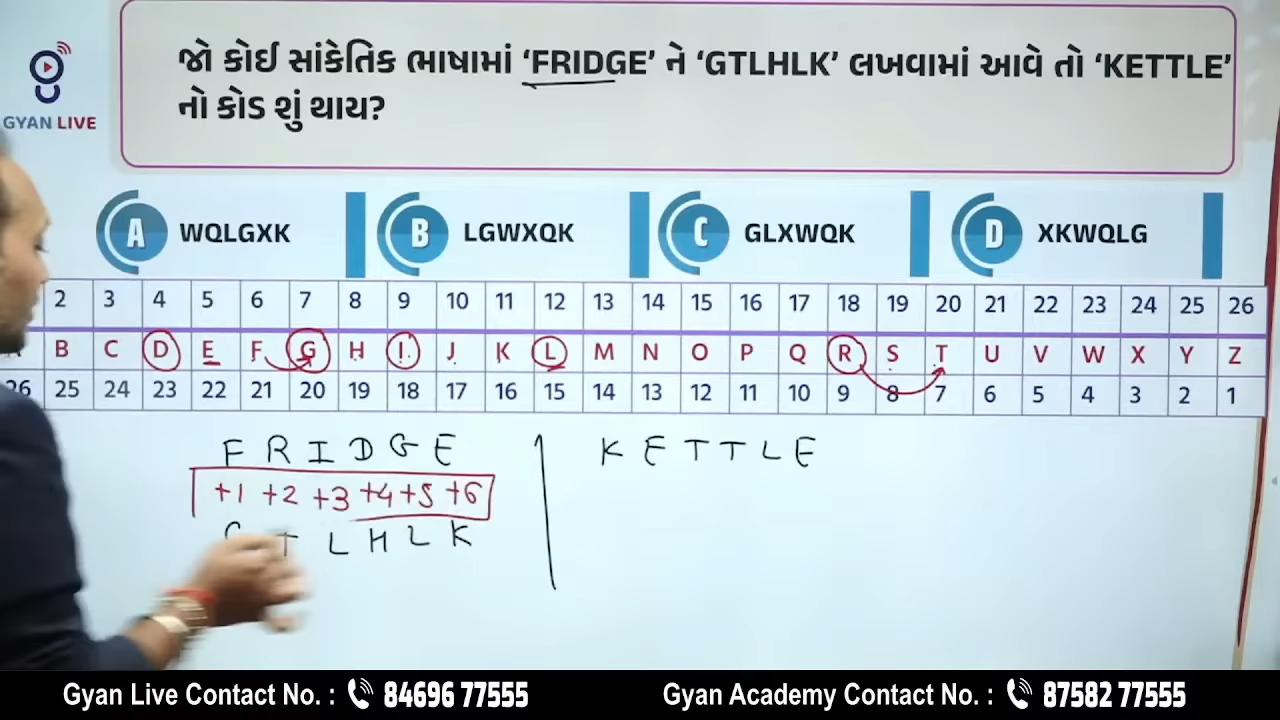 જો કોઈ સાંકેતિક ભાષામાં ‘FRIDGE’ ને ‘GTLHLK’ લખવામાં આવે તો ‘KETTLE’
નો કોડ શું થાય?
GYAN LIVE
A WQLGXK B LGWXQK C GLXWQK D XKWQLG
2 3 4 5 6 7 8 9 10 11 12 13 14 15 16 17 18 19 20 21 22 23 24 25 26
B C D E F G H I J K L M N O P Q R S T U V W X Y Z
26 25 24 23 22 21 20 19 18 17 16 15 14 13 12 11 10 9 8 7 6 5 4 3 2 1
F R I D G E K E T T L E
+1 +2 +3 +4 +5 +6
T L H L K
Gyan Live Contact No. : 84696 77555 Gyan Academy Contact No. : 87582 77555